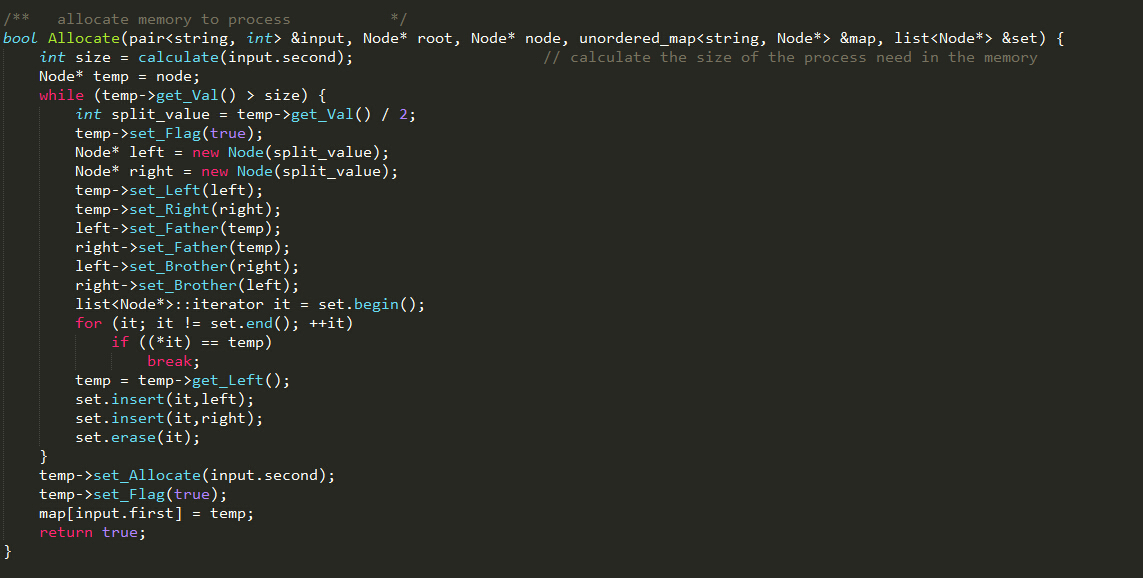 /**   allocate memory to process           */
bool Allocate(pair<string, int> &input, Node* root, Node* node, unordered_map<string, Node*> &map, list<Node*> &set) {
    int size = calculate(input.second);                     // calculate the size of the process need in the memory
    Node* temp = node;
    while (temp->get_Val() > size) {
        int split_value = temp->get_Val() / 2;
        temp->set_Flag(true);
        Node* left = new Node(split_value);
        Node* right = new Node(split_value);
        temp->set_Left(left);
        temp->set_Right(right);
        left->set_Father(temp);
        right->set_Father(temp);
        left->set_Brother(right);
        right->set_Brother(left);
        list<Node*>::iterator it = set.begin();
        for (it; it != set.end(); ++it)
            if ((*it) == temp)
                break;
        temp = temp->get_Left();
        set.insert(it,left);
        set.insert(it,right);
        set.erase(it);
    }
    temp->set_Allocate(input.second);
    temp->set_Flag(true);
    map[input.first] = temp;
    return true;
}